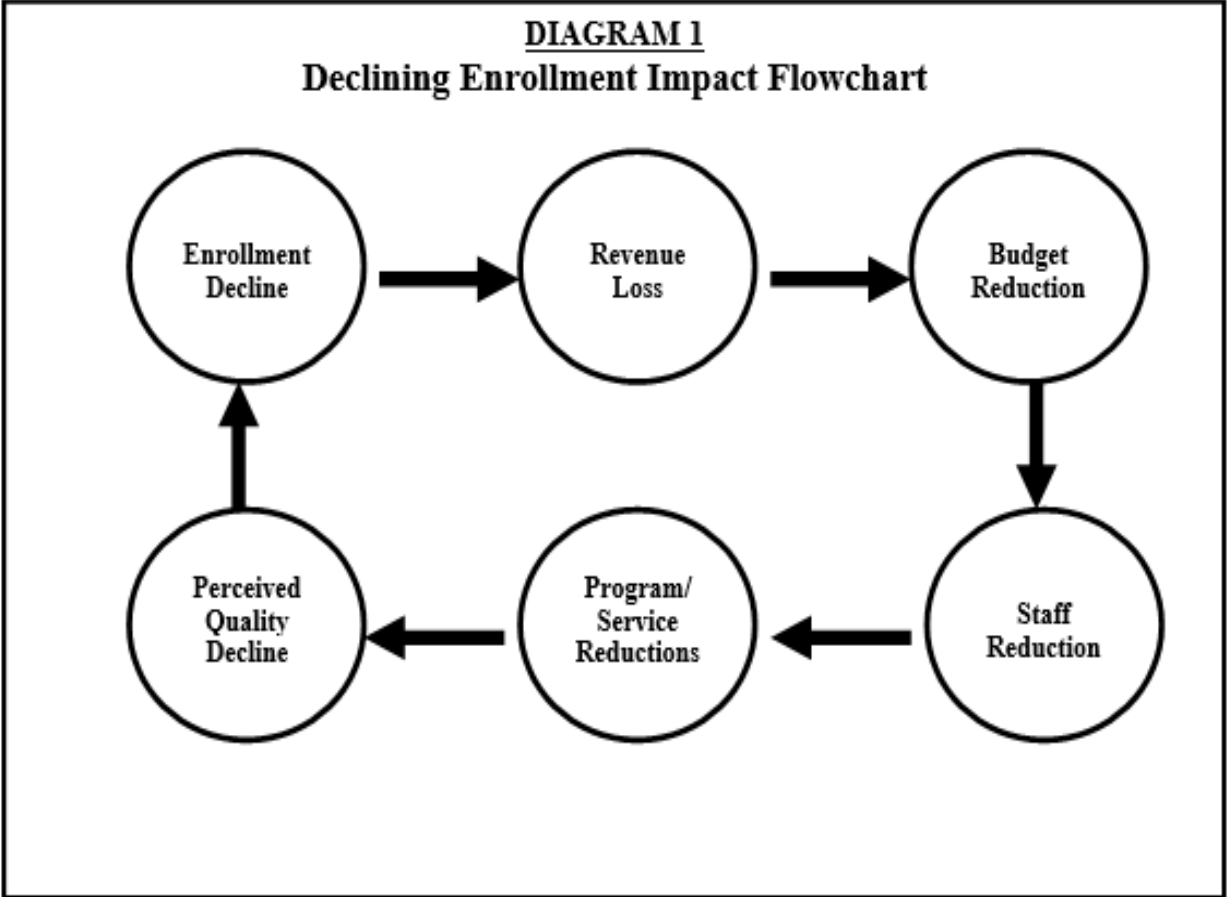 DIAGRAM 1
Declining Enrollment Impact Flowchart
Enrollment
Decline
Revenue
Loss
Budget
Reduction
Staff
Reduction
Program/
Service
Reductions
Perceived
Quality
Decline